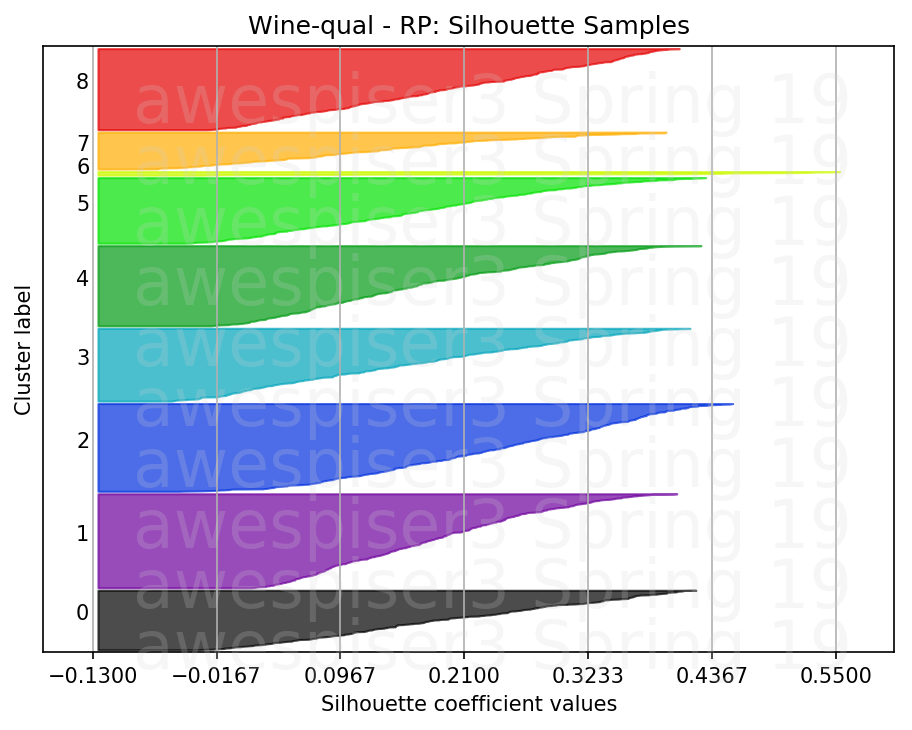 Wine-qual - RP: Silhouette Samples
8
7
6
5
4
3
2
1
0
Cluster label
awespiser3 Spring 19
awespiser3 Spring 19
awespiser3 Spring 19
awespiser3 Spring 19
awespiser3 Spring 19
awespiser3 Spring 19
awespiser3 Spring 19
awespiser3 Spring 19
awespiser3 Spring 19
awespiser3 Spring 19
−0.1300 −0.0167 0.0967 0.2100 0.3233 0.4367 0.5500
Silhouette coefficient values